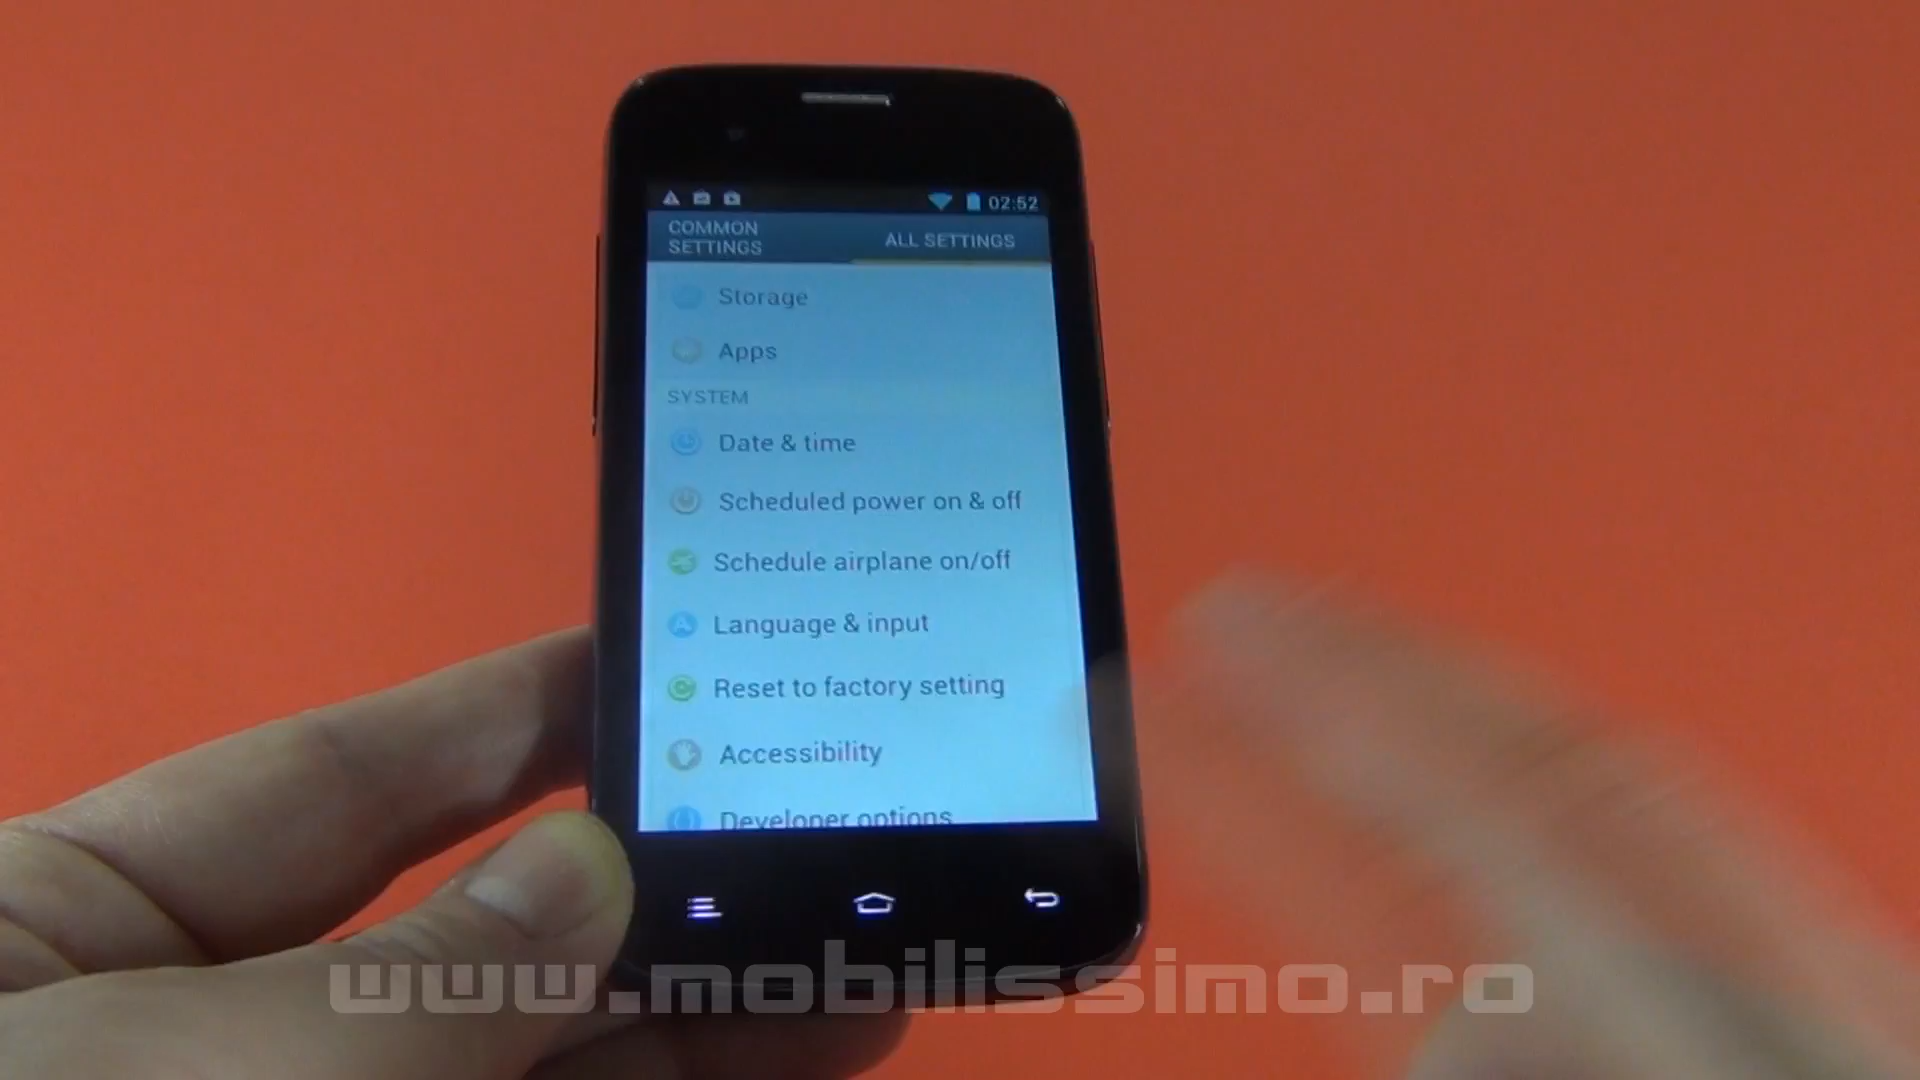 02:52
COMMON
SETTINGS
ALL SETTINGS
Storage
Apps
SYSTEM
Date & time
Scheduled power on & off
Schedule airplane on/off
Language & input
Reset to factory setting
Accessibility
Developer options
www.mobilissimo.ro